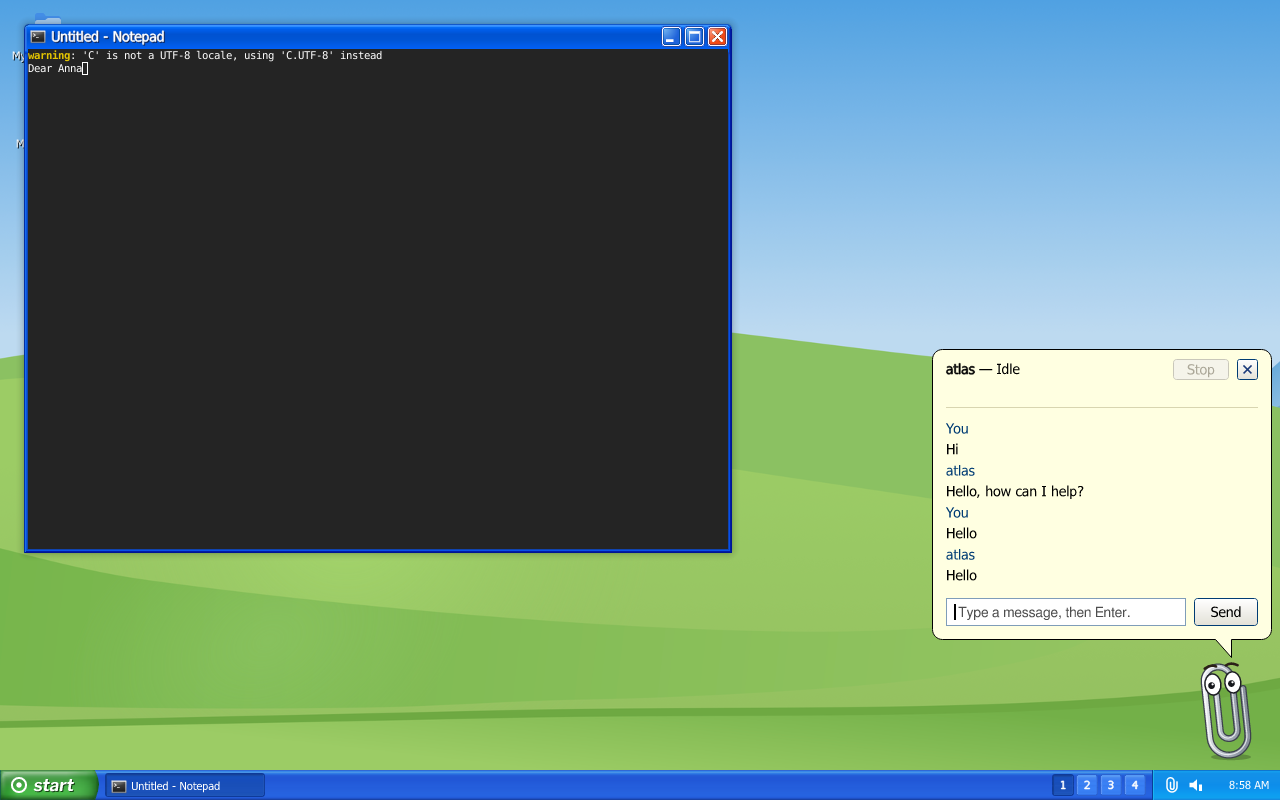 Untitled - Notepad
warning: 'C' is not a UTF-8 locale, using 'C.UTF-8' instead
Dear Anna
atlas — Idle
Stop
You
Hi
atlas
Hello, how can I help?
You
Hello
atlas
Hello
Type a message, then Enter.
Send
start
Untitled - Notepad
1 2 3 4
8:58 AM